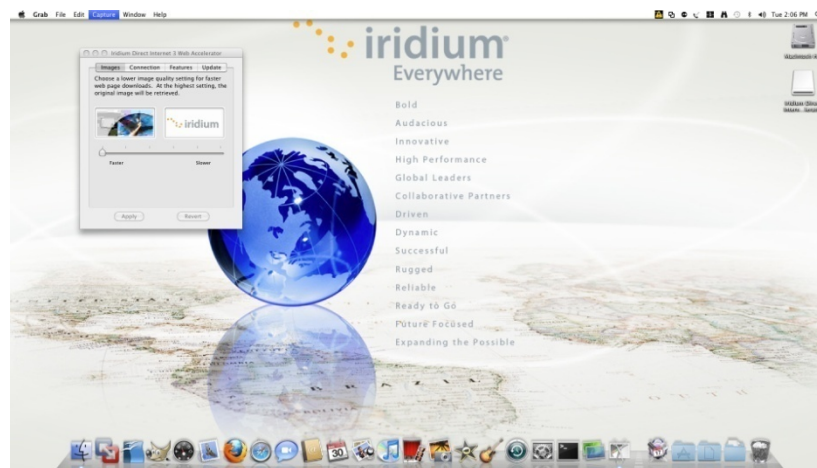 Grab File Edit Capture Window Help
Tue 2:06 PM
iridium
Everywhere
Iridium Direct Internet 3 Web Accelerator
Images Connection Features Update
Choose a lower image quality setting for faster
web page downloads. At the highest setting, the
original image will be retrieved.
iridium
Faster Slower
Apply Revert
Bold
Audacious
Innovative
High Performance
Global Leaders
Collaborative Partners
Driven
Dynamic
Successful
Rugged
Reliable
Ready to Go
Future Focused
Expanding the Possible
Macintosh
B R A Z I L
30